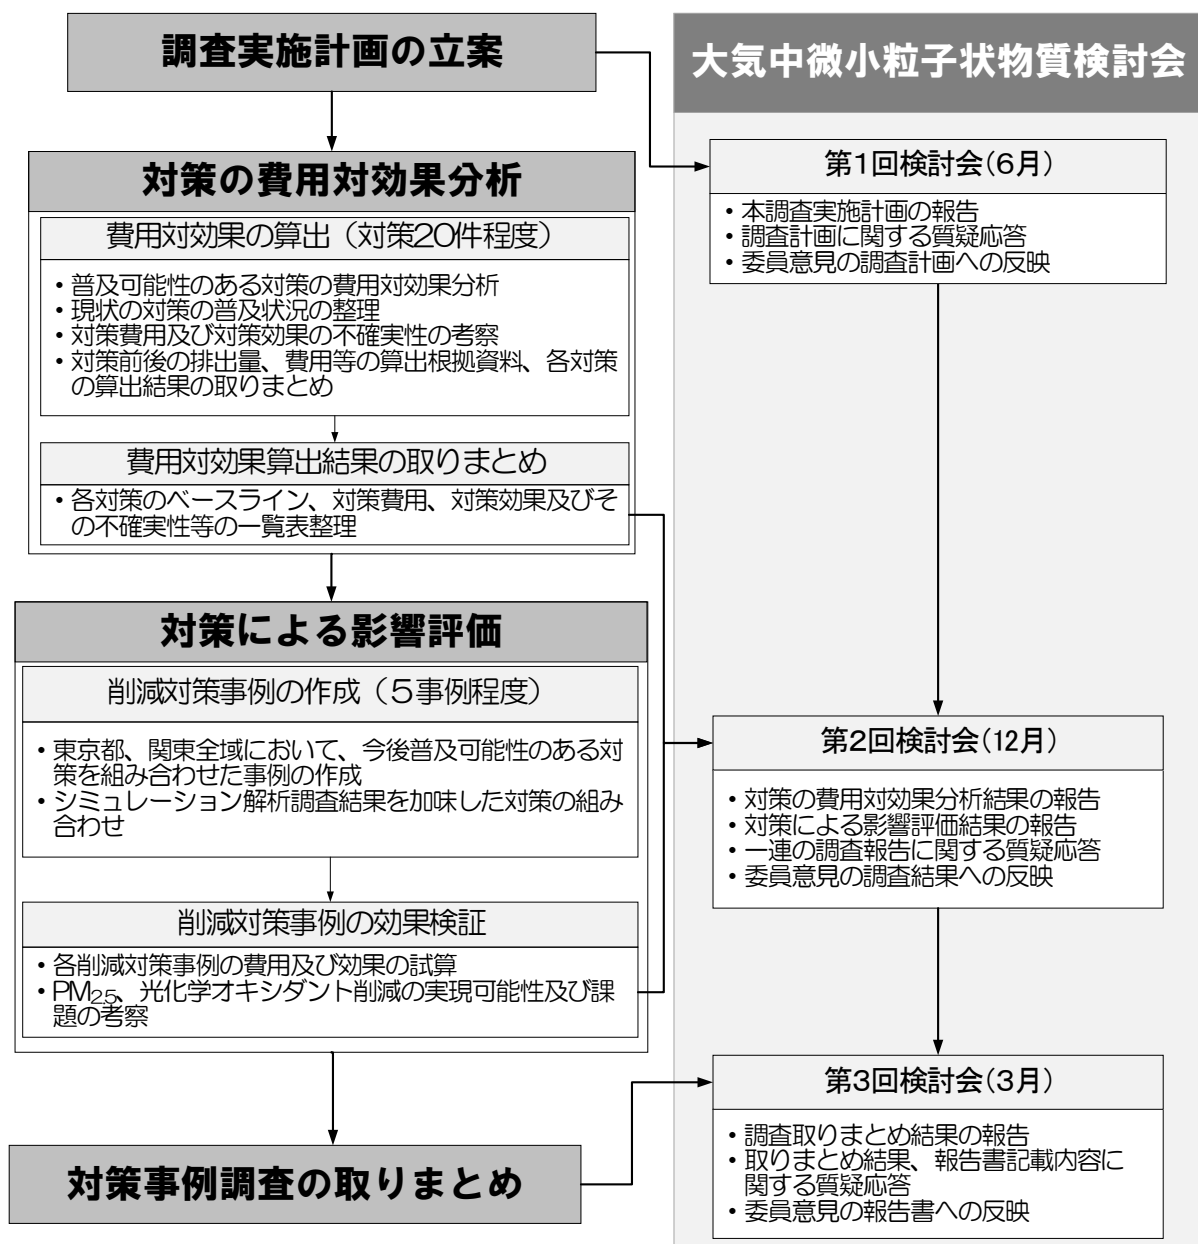 調査実施計画の立案
対策の費用対効果分析
費用対効果の算出（対策20件程度）
・普及可能性のある対策の費用対効果分析
・現状の対策の普及状況の整理
・対策費用及び対策効果の不確実性の考察
・対策前後の排出量、費用等の算出根拠資料、各対策
の算出結果の取りまとめ
費用対効果算出結果の取りまとめ
・各対策のベースライン、対策費用、対策効果及びそ
の不確実性等の一覧表整理
対策による影響評価
削減対策事例の作成（５事例程度）
・東京都、関東全域において、今後普及可能性のある対
策を組み合わせた事例の作成
・シミュレーション解析調査結果を加味した対策の組み
合わせ
削減対策事例の効果検証
・各削減対策事例の費用及び効果の試算
・PM2.5、光化学オキシダント削減の実現可能性及び課
題の考察
対策事例調査の取りまとめ
大気中微小粒子状物質検討会
第1回検討会(6月)
・本調査実施計画の報告
・調査計画に関する質疑応答
・委員意見の調査計画への反映
第2回検討会(12月)
・対策の費用対効果分析結果の報告
・対策による影響評価結果の報告
・一連の調査報告に関する質疑応答
・委員意見の調査結果への反映
第3回検討会(3月)
・調査取りまとめ結果の報告
・取りまとめ結果、報告書記載内容に
関する質疑応答
・委員意見の報告書への反映